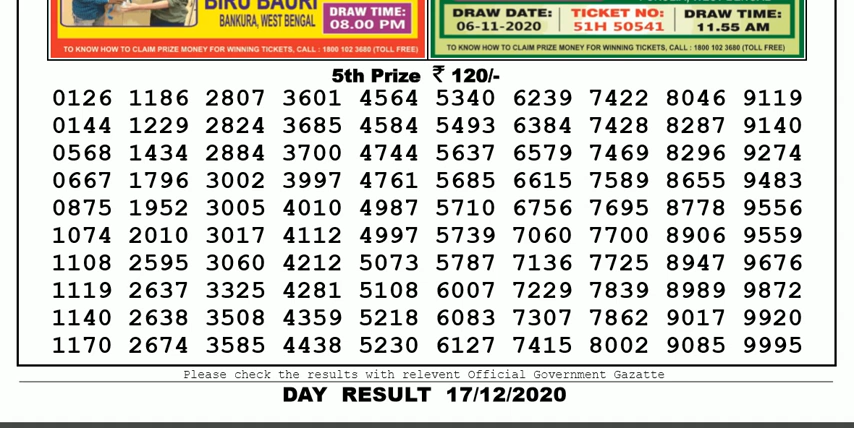 BIRU BAURI
BANKURA, WEST BENGAL
DRAW TIME:
08.00 PM
TO KNOW HOW TO CLAIM PRIZE MONEY FOR WINNING TICKETS, CALL : 1800 102 3680 (TOLL FREE)
DRAW DATE:
06-11-2020
TICKET NO:
51H 50541
DRAW TIME:
11.55 AM
TO KNOW HOW TO CLAIM PRIZE MONEY FOR WINNING TICKETS, CALL : 1800 102 3680 (TOLL FREE)
5th Prize ₹ 120/-
0126 1186 2807 3601 4564 5340 6239 7422 8046 9119
0144 1229 2824 3685 4584 5493 6384 7428 8287 9140
0568 1434 2884 3700 4744 5637 6579 7469 8296 9274
0667 1796 3002 3997 4761 5685 6615 7589 8655 9483
0875 1952 3005 4010 4987 5710 6756 7695 8778 9556
1074 2010 3017 4112 4997 5739 7060 7700 8906 9559
1108 2595 3060 4212 5073 5787 7136 7725 8947 9676
1119 2637 3325 4281 5108 6007 7229 7839 8989 9872
1140 2638 3508 4359 5218 6083 7307 7862 9017 9920
1170 2674 3585 4438 5230 6127 7415 8002 9085 9995
Please check the results with relevent Official Government Gazatte
DAY RESULT 17/12/2020